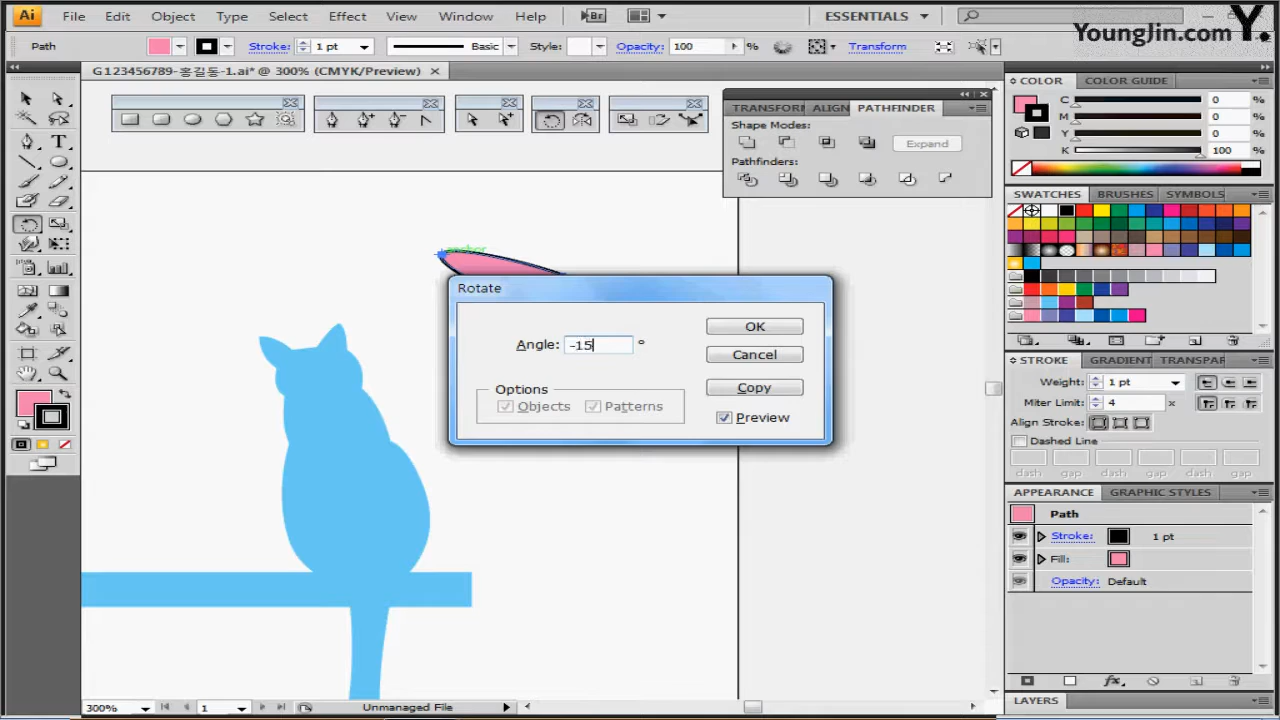 Ai File Edit Object Type Select Effect View Window Help Br ESSENTIALS
YoungJin.com Y.
Path Stroke: 1 pt Basic Style: Opacity: 100 % Transform
G123456789-홍길동-1.ai* @ 300% (CMYK/Preview)
TRANSFORM ALIGN PATHFINDER
Shape Modes:
Expand
Pathfinders:
COLOR COLOR GUIDE
C 0 %
M 0 %
Y 0 %
K 100 %
SWATCHES BRUSHES SYMBOLS
anchor
Rotate
Angle: -15 °
OK
Cancel
Options
Objects Patterns
Copy
Preview
STROKE GRADIENT TRANSPAR
Weight: 1 pt
Miter Limit: 4 x
Align Stroke:
Dashed Line
dash gap dash gap dash gap
APPEARANCE GRAPHIC STYLES
Path
Stroke: 1 pt
Fill:
Opacity: Default
fx
LAYERS
300% 1 Unmanaged File